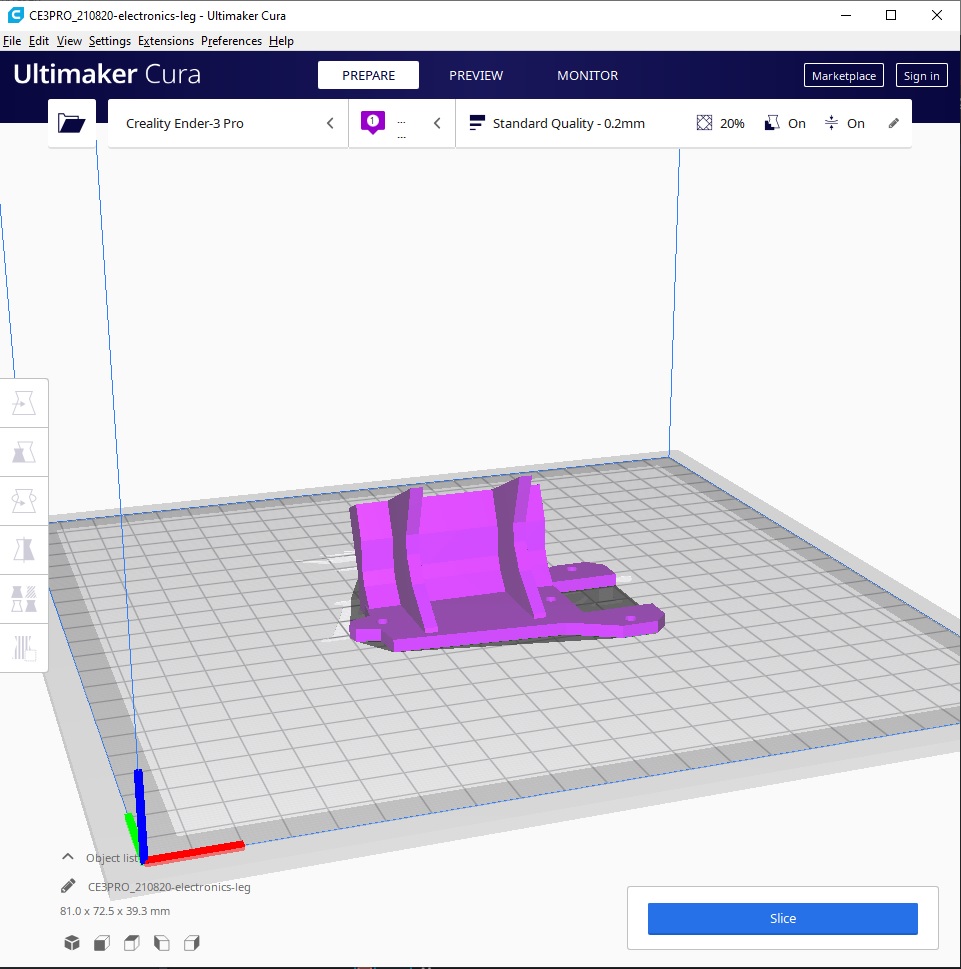 CE3PRO_210820-electronics-leg - Ultimaker Cura
File Edit View Settings Extensions Preferences Help
Ultimaker Cura
PREPARE
PREVIEW
MONITOR
Marketplace
Sign in
Creality Ender-3 Pro
1
...
...
Standard Quality - 0.2mm
20%
On
On
Object list
CE3PRO_210820-electronics-leg
81.0 x 72.5 x 39.3 mm
Slice